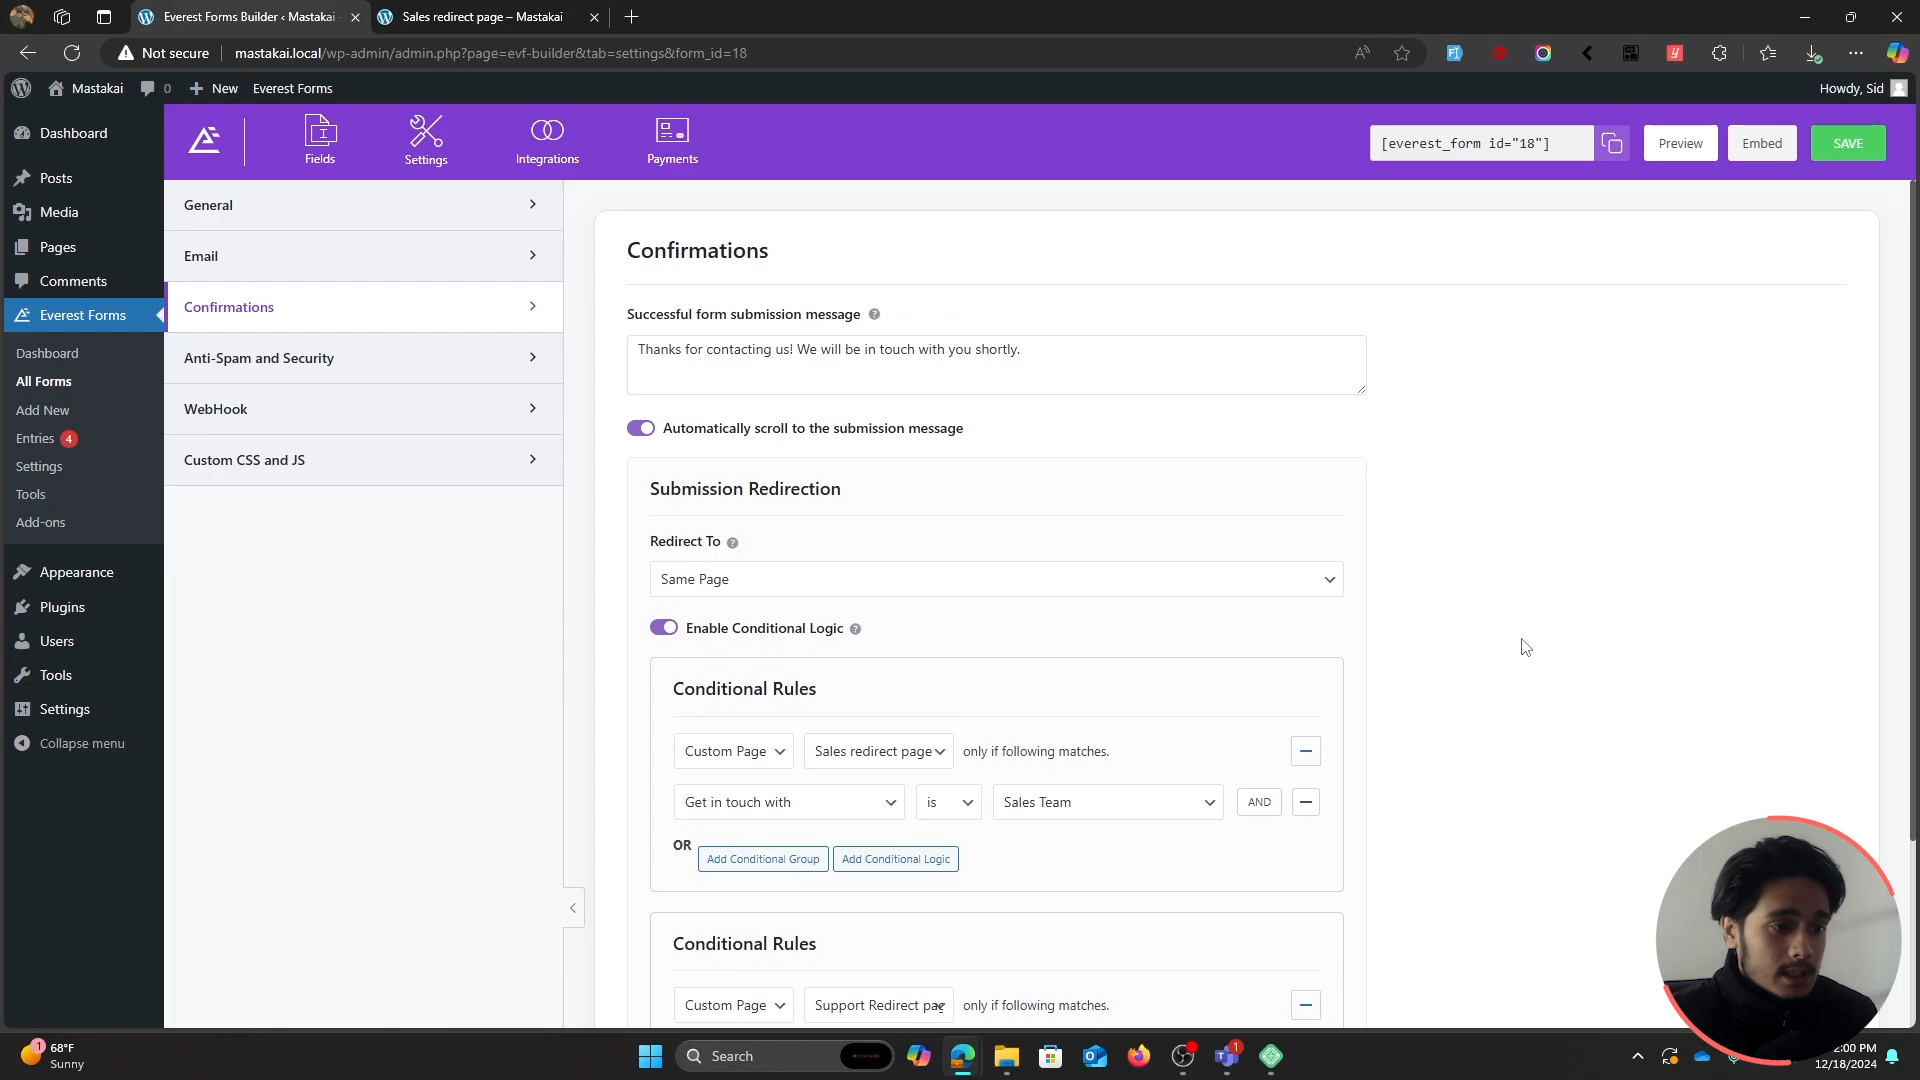 Everest Forms Builder ‹ Mastakai -
Sales redirect page – Mastakai
Not secure
mastakai.local/wp-admin/admin.php?page=evf-builder&tab=settings&form_id=18
Mastakai
0
New
Everest Forms
Howdy, Sid
Dashboard
Posts
Media
Pages
Comments
Everest Forms
Dashboard
All Forms
Add New
Entries 4
Settings
Tools
Add-ons
Appearance
Plugins
Users
Tools
Settings
Collapse menu
Fields
Settings
Integrations
Payments
[everest_form id="18"]
Preview
Embed
SAVE
General
Email
Confirmations
Anti-Spam and Security
WebHook
Custom CSS and JS
Confirmations
Successful form submission message
Thanks for contacting us! We will be in touch with you shortly.
Automatically scroll to the submission message
Submission Redirection
Redirect To
Same Page
Enable Conditional Logic
Conditional Rules
Custom Page
Sales redirect page
only if following matches.
Get in touch with
is
Sales Team
AND
OR
Add Conditional Group
Add Conditional Logic
Conditional Rules
Custom Page
Support Redirect pag
only if following matches.
1
68°F
Sunny
Search
1
2:00 PM
12/18/2024